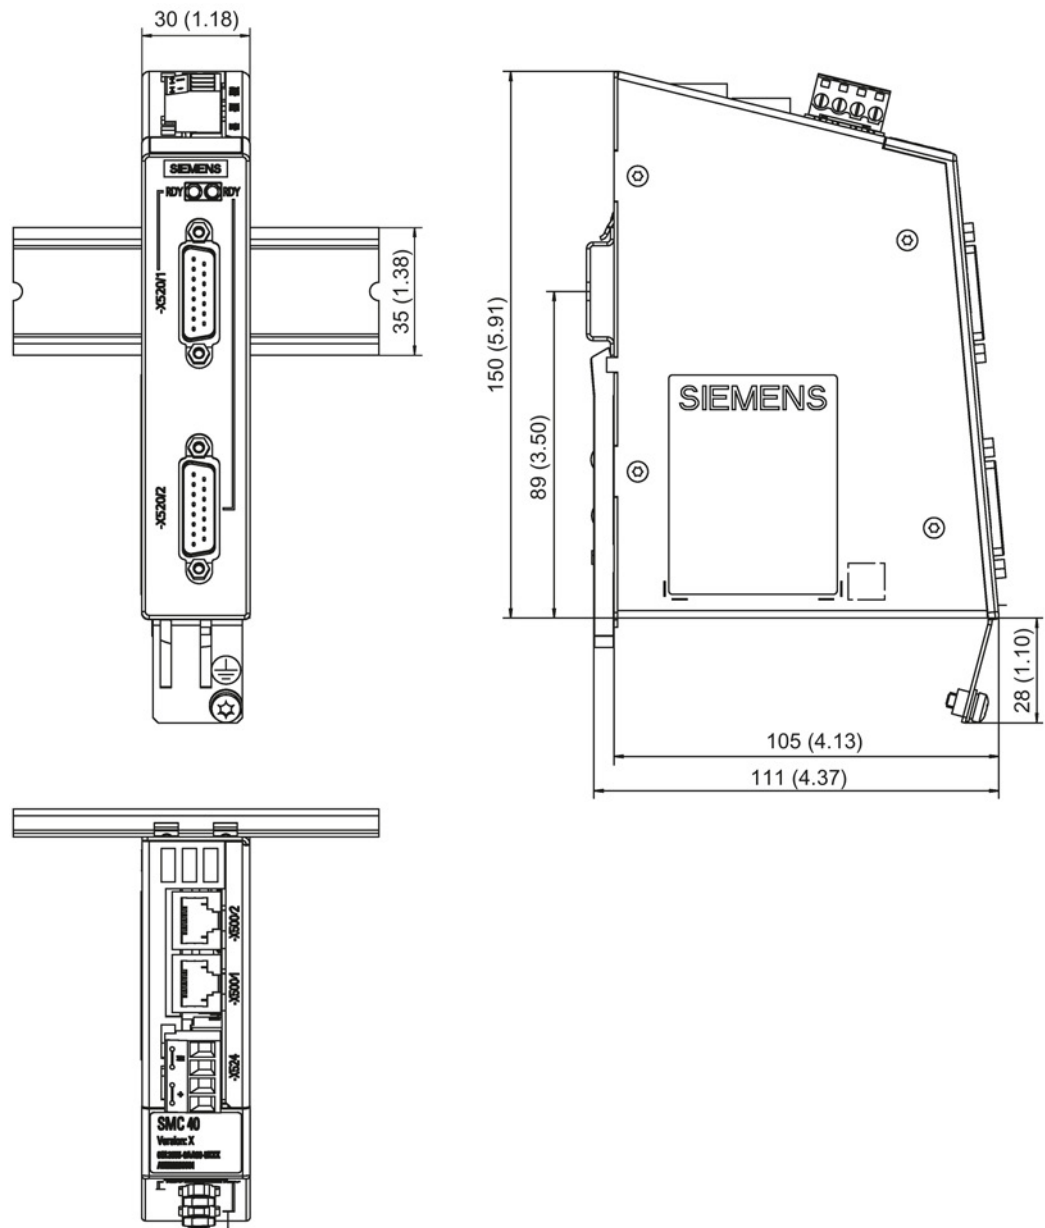 30 (1.18)
SIEMENS
RDY RDY
-X520/1
35 (1.38)
-X520/2
150 (5.91)
89 (3.50)
SIEMENS
28 (1.10)
105 (4.13)
111 (4.37)
-X500/2
-X500/1
-X524
+
SMC 40
Version: X